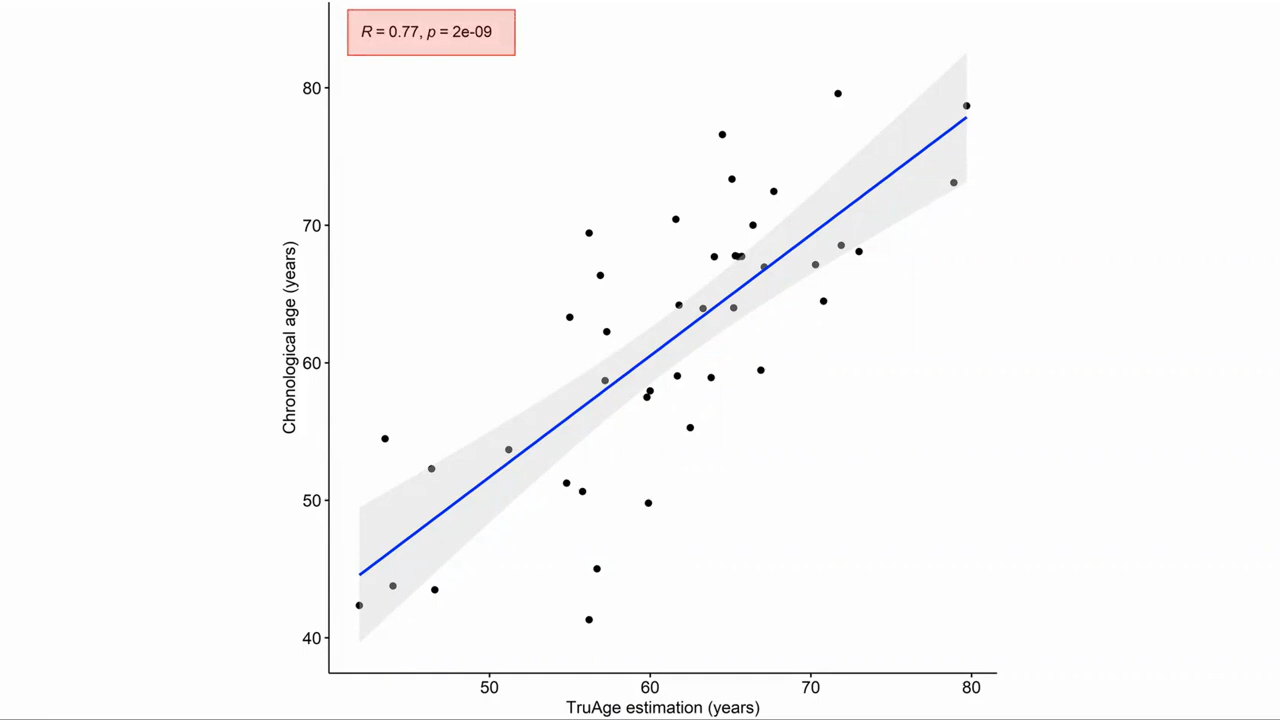 R = 0.77, p = 2e-09
80
70
60
50
40
Chronological age (years)
50 60 70 80
TruAge estimation (years)